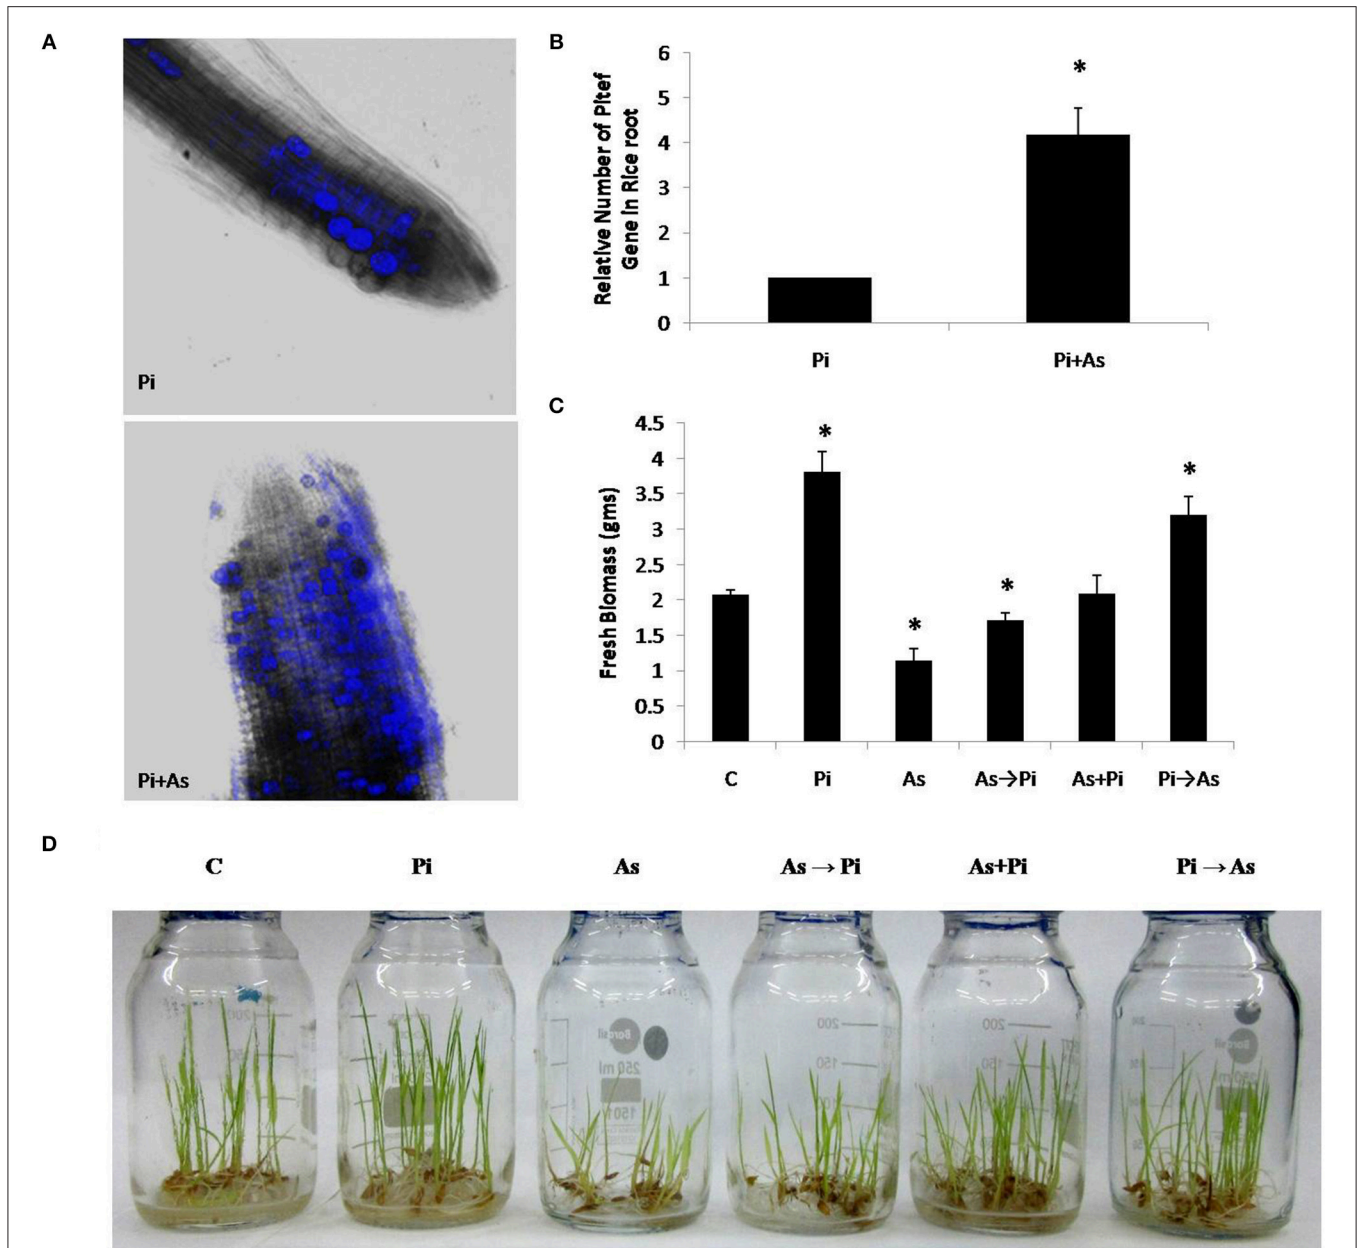 A
Pi
Pi+As
B
Relative Number of Pitef
Gene in Rice root
6
5
4
3
2
1
0
*
Pi
Pi+As
C
Fresh Biomass (gms)
4.5
4
3.5
3
2.5
2
1.5
1
0.5
0
*
*
*
*
C
Pi
As
As→Pi
As+Pi
Pi→As
D
C
Pi
As
As → Pi
As+Pi
Pi → As
Borosil
250 ml
150
200
150
200
150